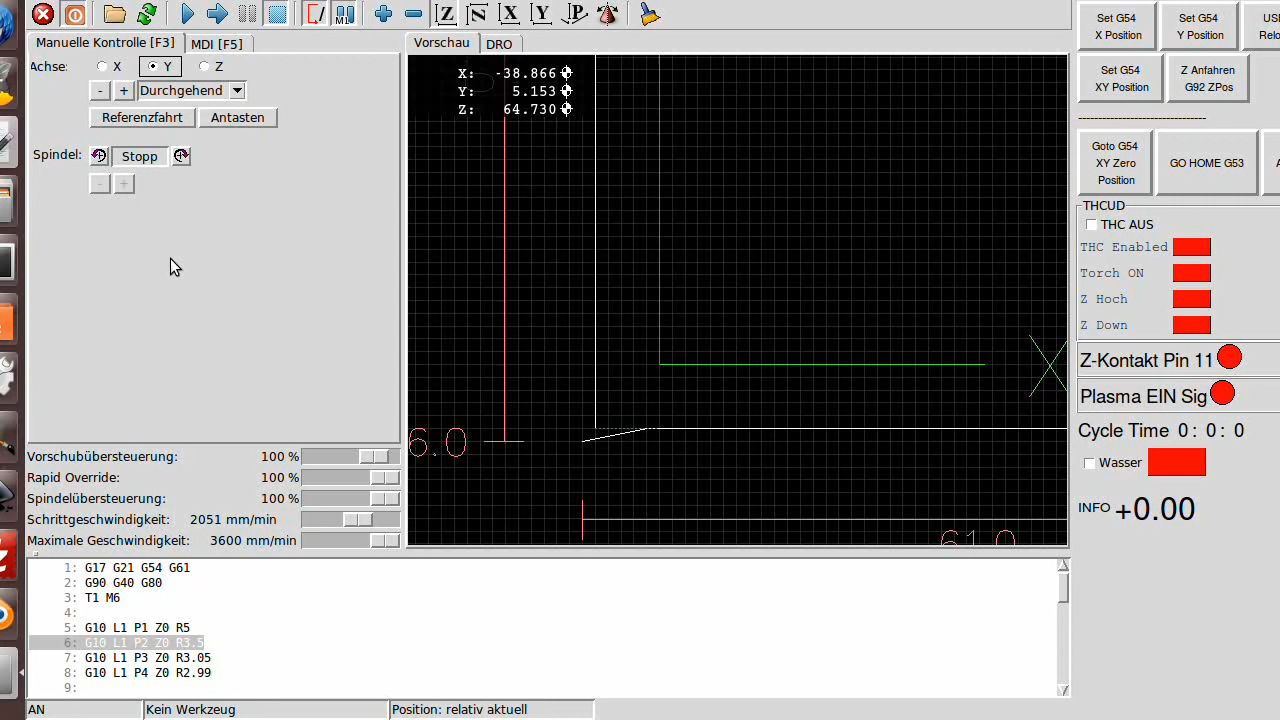 M1
Z
N
X
Y
P
Manuelle Kontrolle [F3]
MDI [F5]
Achse:
X
Y
Z
-
+
Durchgehend
Referenzfahrt
Antasten
Spindel:
Stopp
-
+
Vorschubübersteuerung:
100 %
Rapid Override:
100 %
Spindelübersteuerung:
100 %
Schrittgeschwindigkeit:
2051 mm/min
Maximale Geschwindigkeit:
3600 mm/min
Vorschau
DRO
X: -38.866
Y: 5.153
Z: 64.730
6.0
X
61.0
1: G17 G21 G54 G61
2: G90 G40 G80
3: T1 M6
4:
5: G10 L1 P1 Z0 R5
6: G10 L1 P2 Z0 R3.5
7: G10 L1 P3 Z0 R3.05
8: G10 L1 P4 Z0 R2.99
9:
AN
Kein Werkzeug
Position: relativ aktuell
Set G54
X Position
Set G54
Y Position
Set G54
XY Position
Z Anfahren
G92 ZPos
--------------------------------
Goto G54
XY Zero
Position
GO HOME G53
THCUD
THC AUS
THC Enabled
Torch ON
Z Hoch
Z Down
Z-Kontakt Pin 11
Plasma EIN Sig
Cycle Time 0 : 0 : 0
Wasser
INFO +0.00